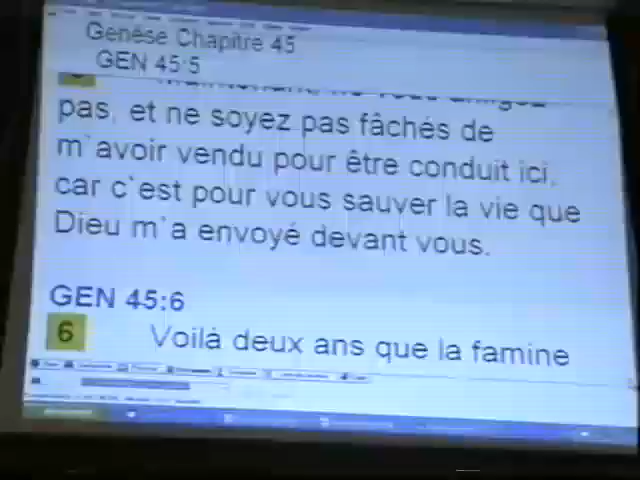 Genèse Chapitre 45
GEN 45:5
pas, et ne soyez pas fâchés de
m'avoir vendu pour être conduit ici,
car c'est pour vous sauver la vie que
Dieu m'a envoyé devant vous.
GEN 45:6
6 Voilà deux ans que la famine